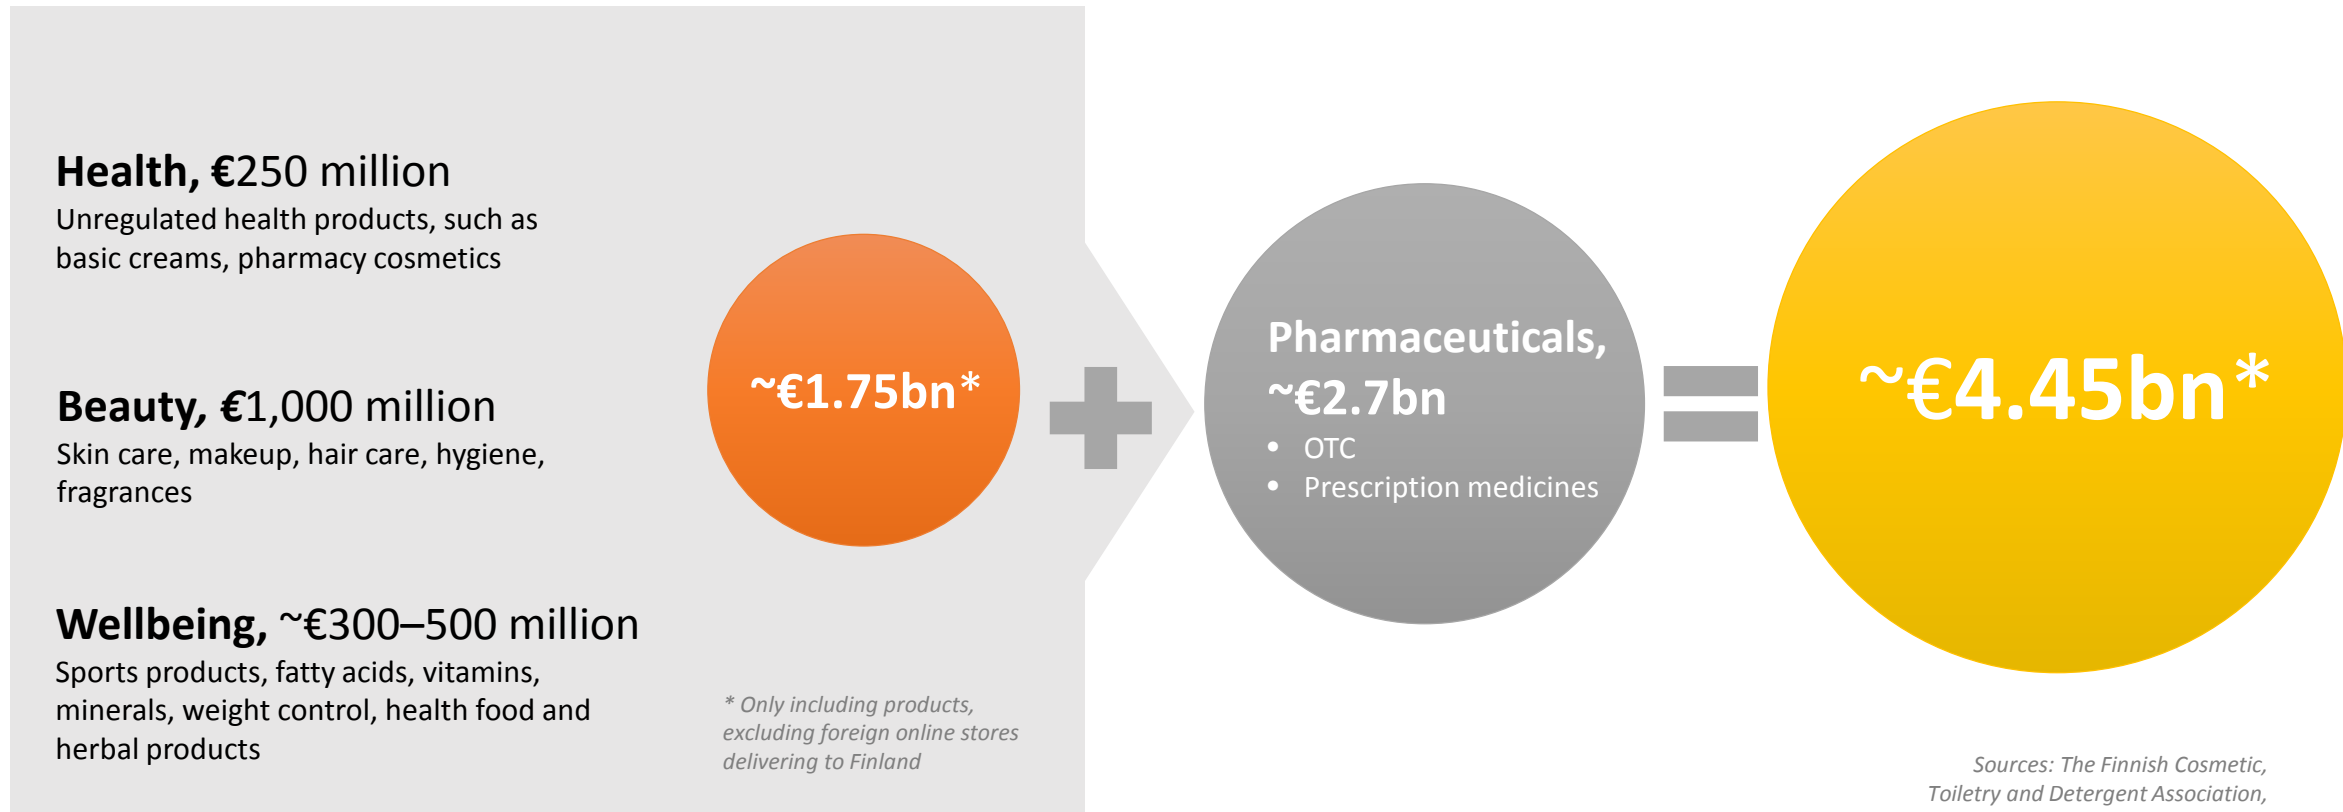 Health, €250 million
Unregulated health products, such as
basic creams, pharmacy cosmetics
Beauty, €1,000 million
Skin care, makeup, hair care, hygiene,
fragrances
Wellbeing, ~€300–500 million
Sports products, fatty acids, vitamins,
minerals, weight control, health food and
herbal products
~€1.75bn*
* Only including products,
excluding foreign online stores
delivering to Finland
Pharmaceuticals,
~€2.7bn
• OTC
• Prescription medicines
~€4.45bn*
Sources: The Finnish Cosmetic,
Toiletry and Detergent Association,